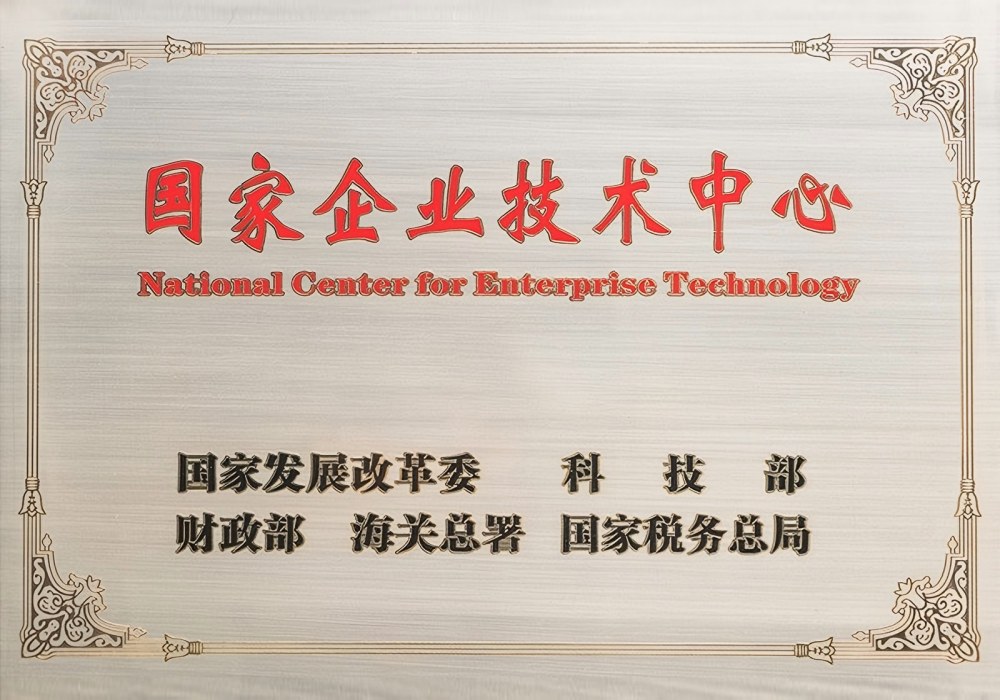 国家企业技术中心
National Center for Enterprise Technology
国家发展改革委 科技部
财政部 海关总署 国家税务总局